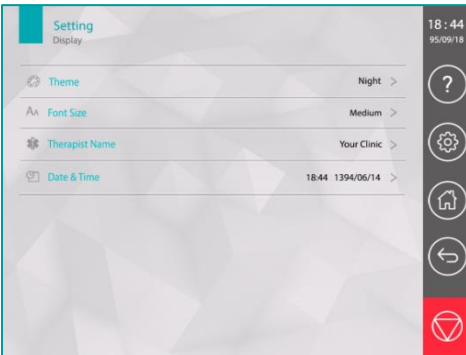 Setting
Display
Theme Night >
AA Font Size Medium >
Therapist Name Your Clinic >
Date & Time 18:44 1394/06/14 >
18:44
95/09/18
?